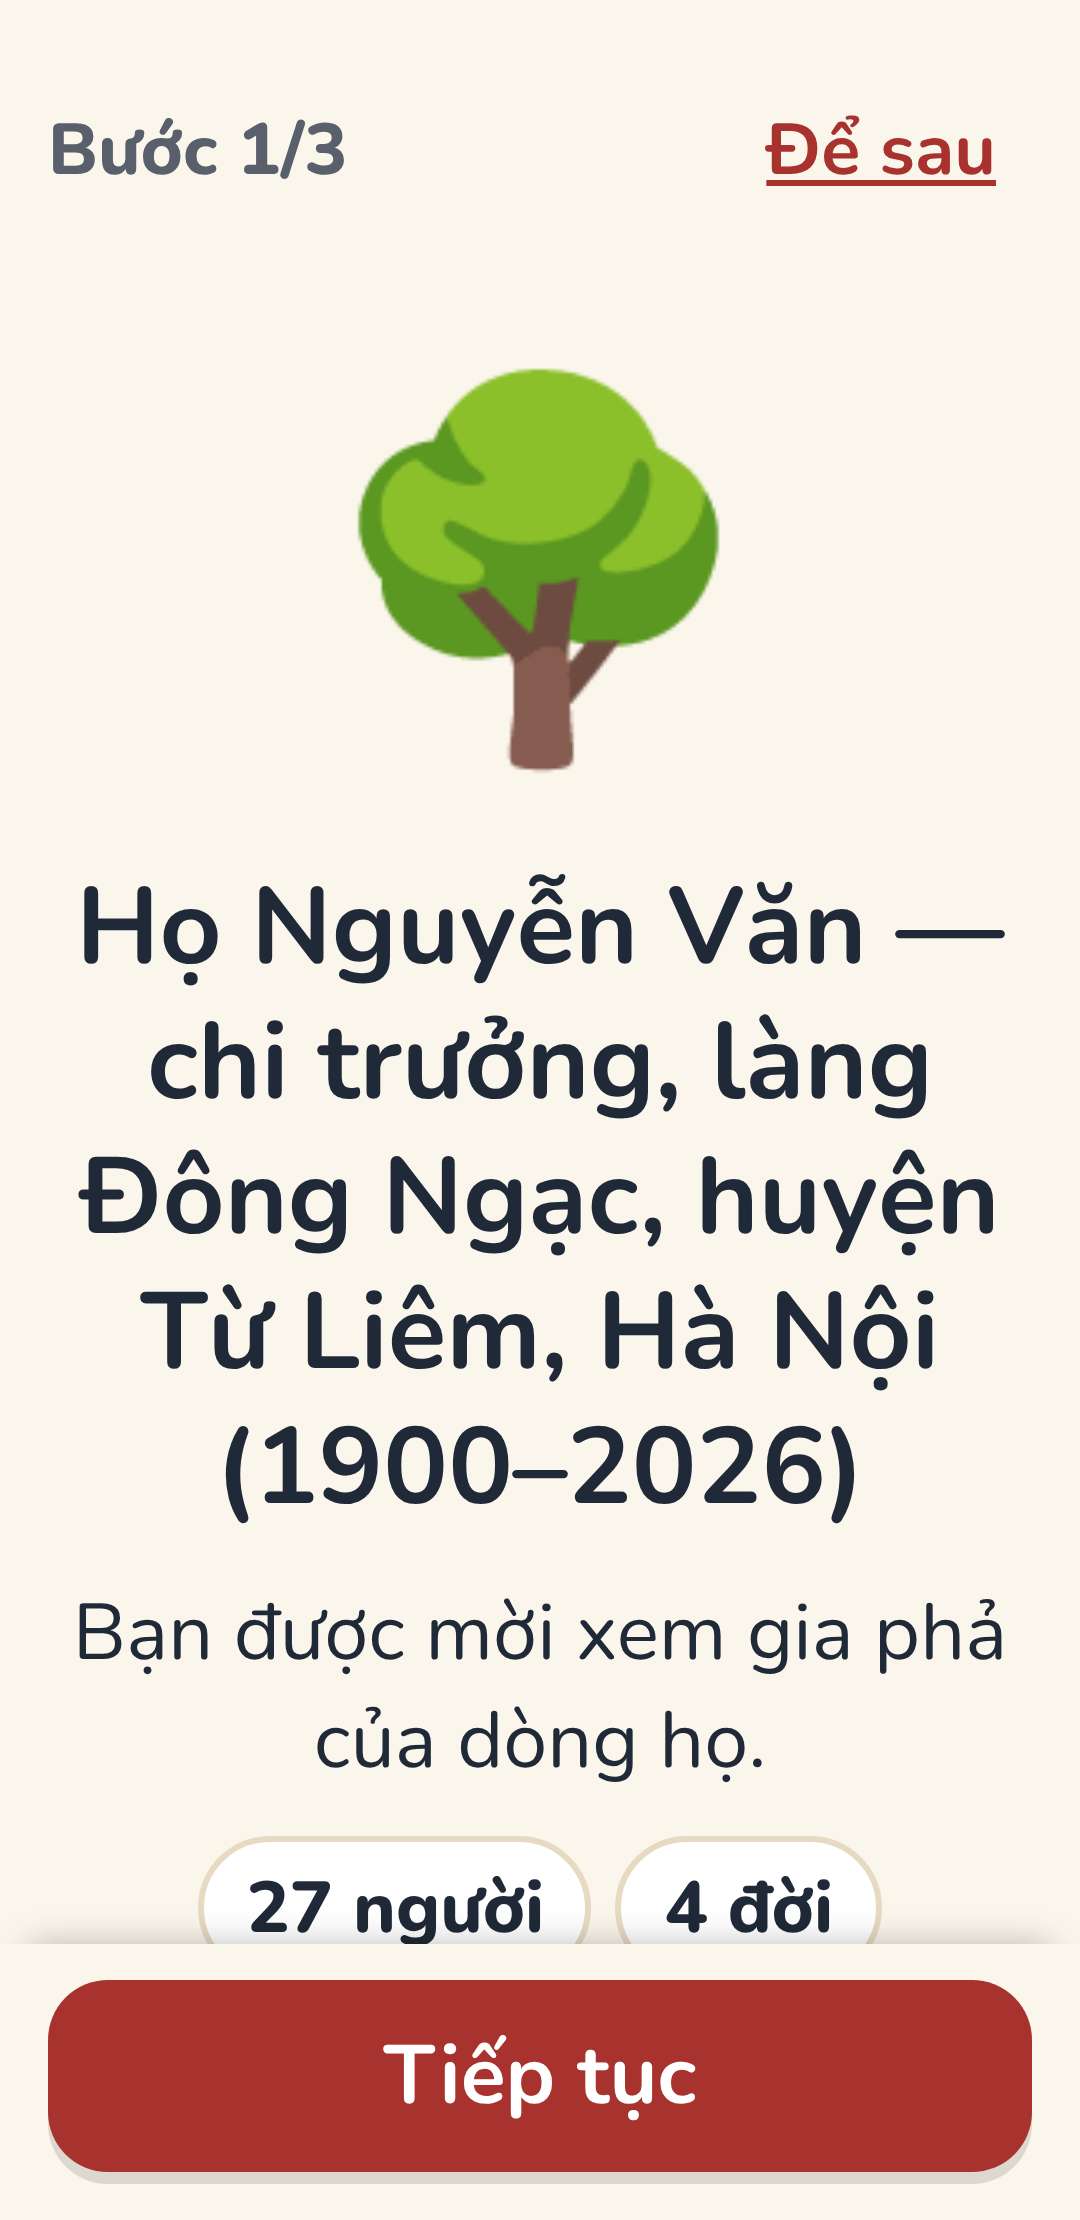 Bước 1/3
Để sau
Họ Nguyễn Văn —
chi trưởng, làng
Đông Ngạc, huyện
Từ Liêm, Hà Nội
(1900–2026)
Bạn được mời xem gia phả
của dòng họ.
27 người
4 đời
Tiếp tục